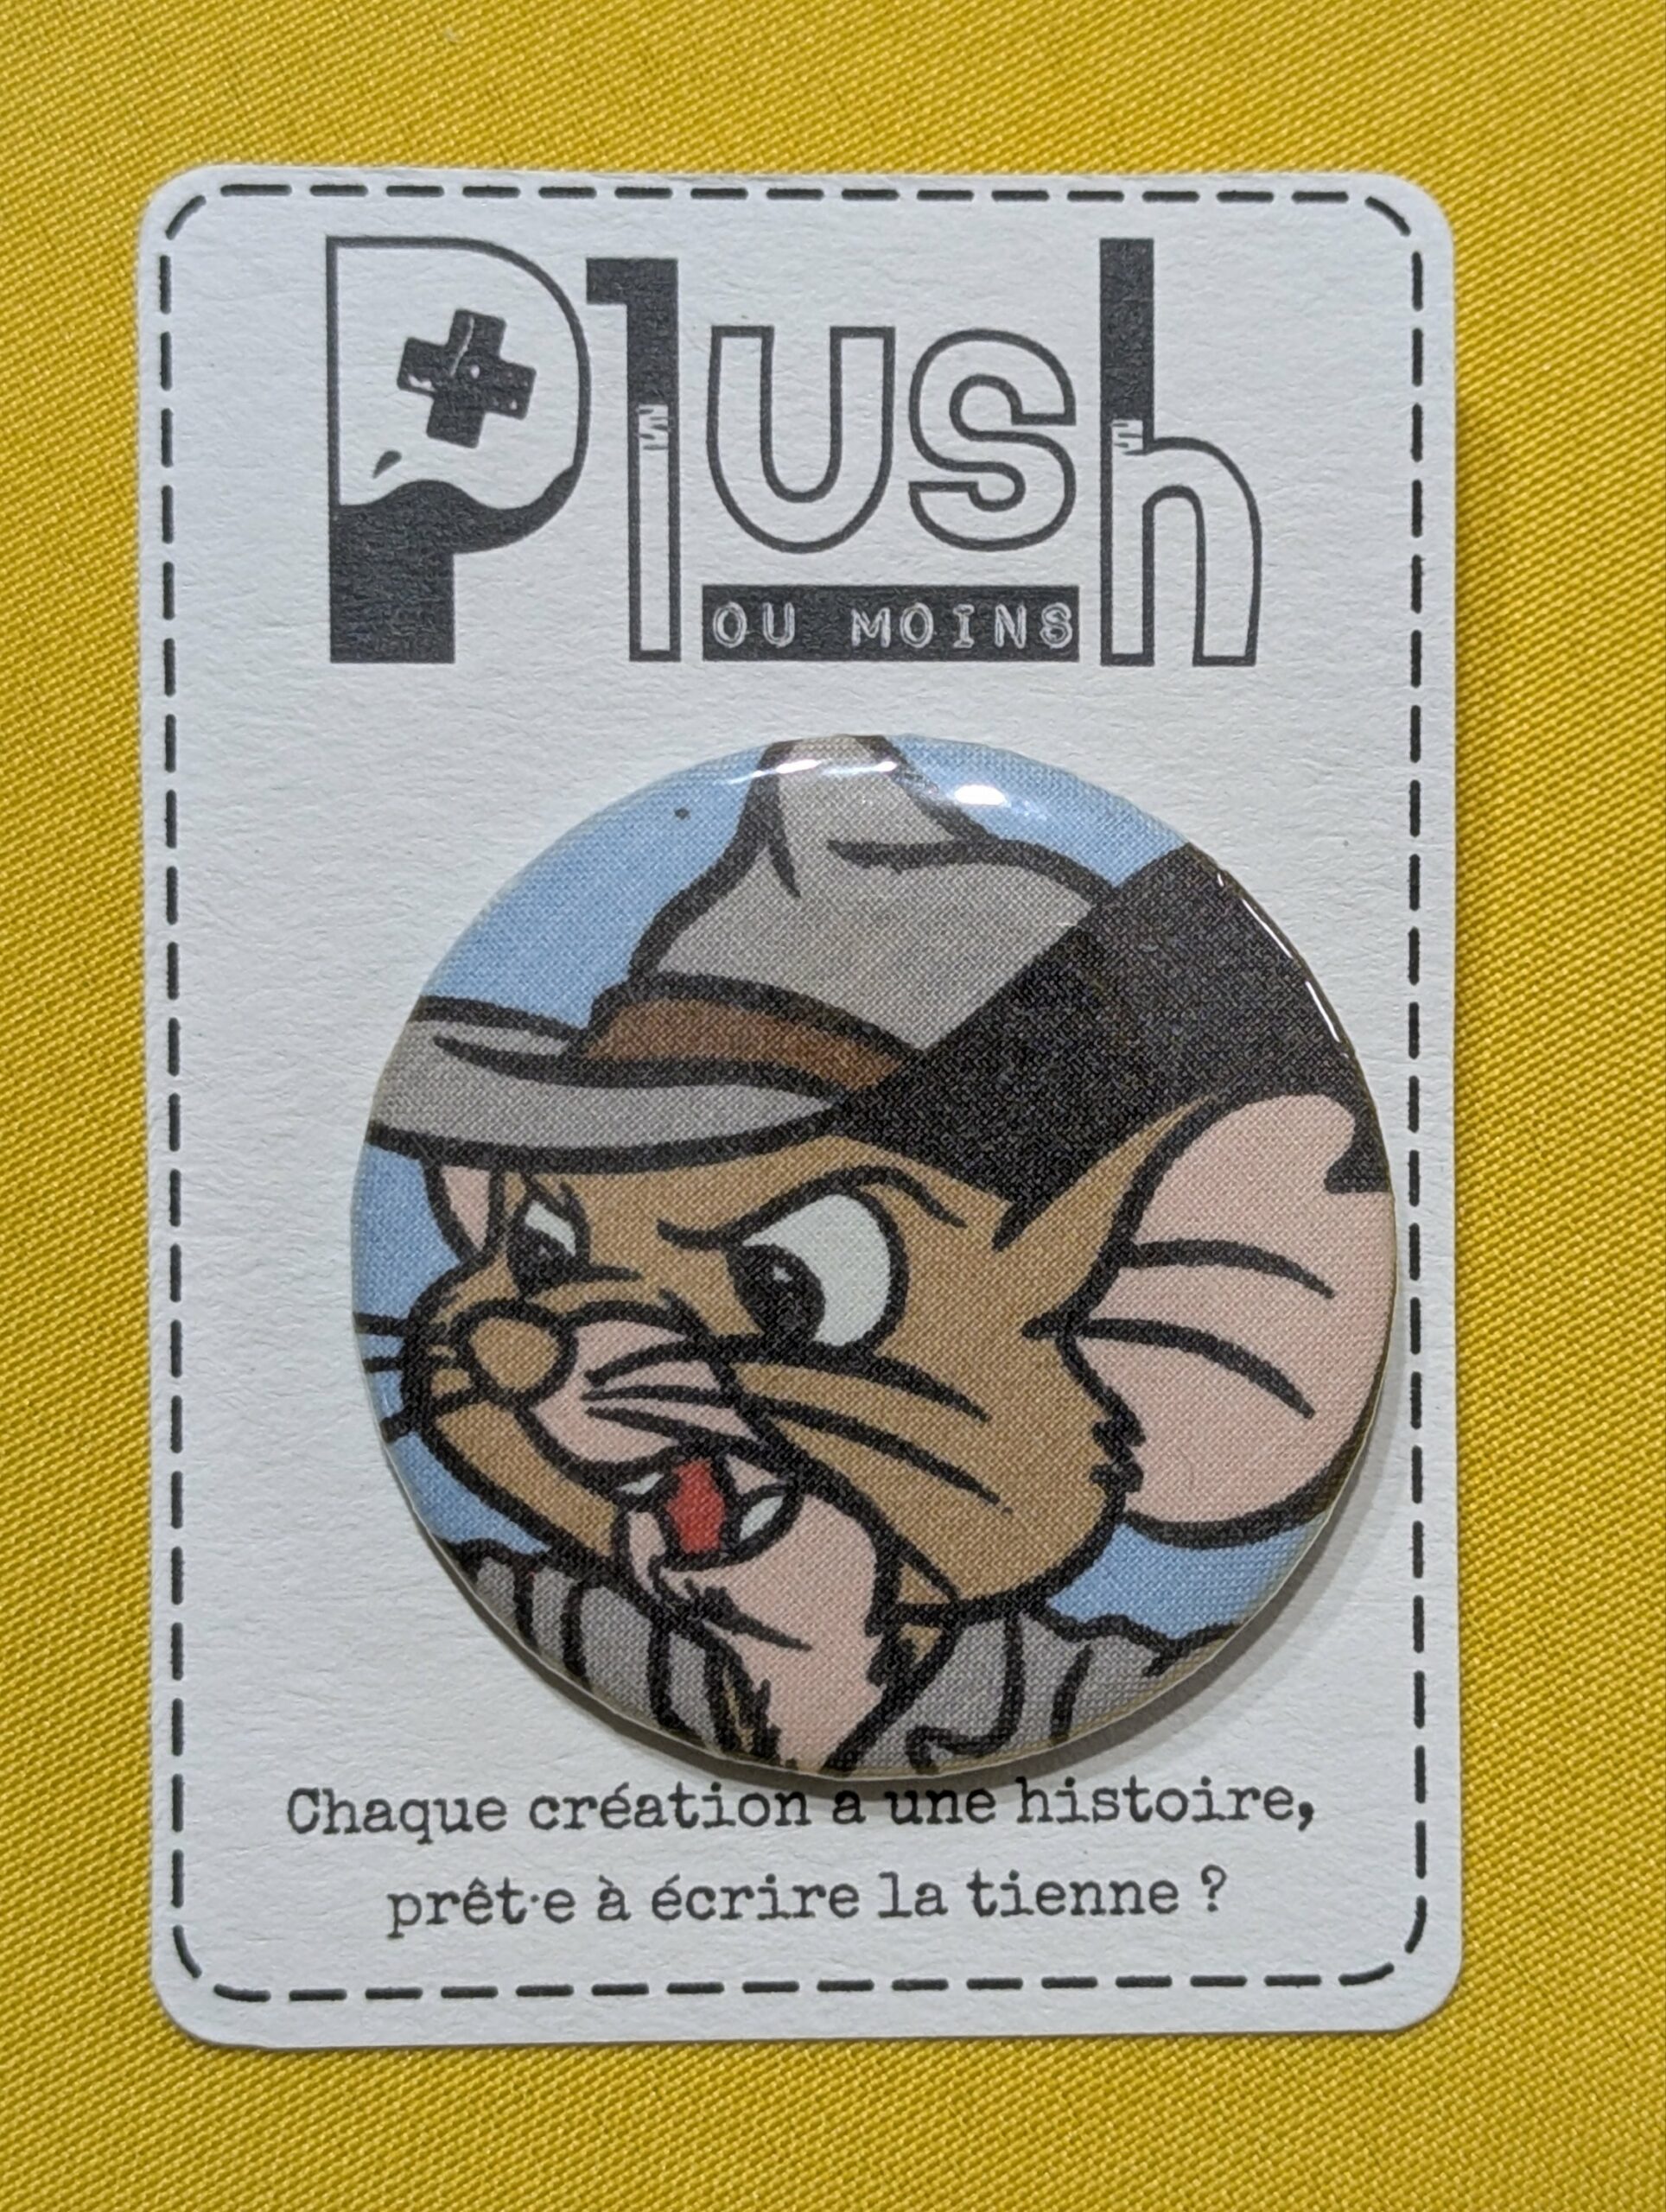 Plush
OU MOINS
Chaque création a une histoire,
prêt·e à écrire la tienne ?